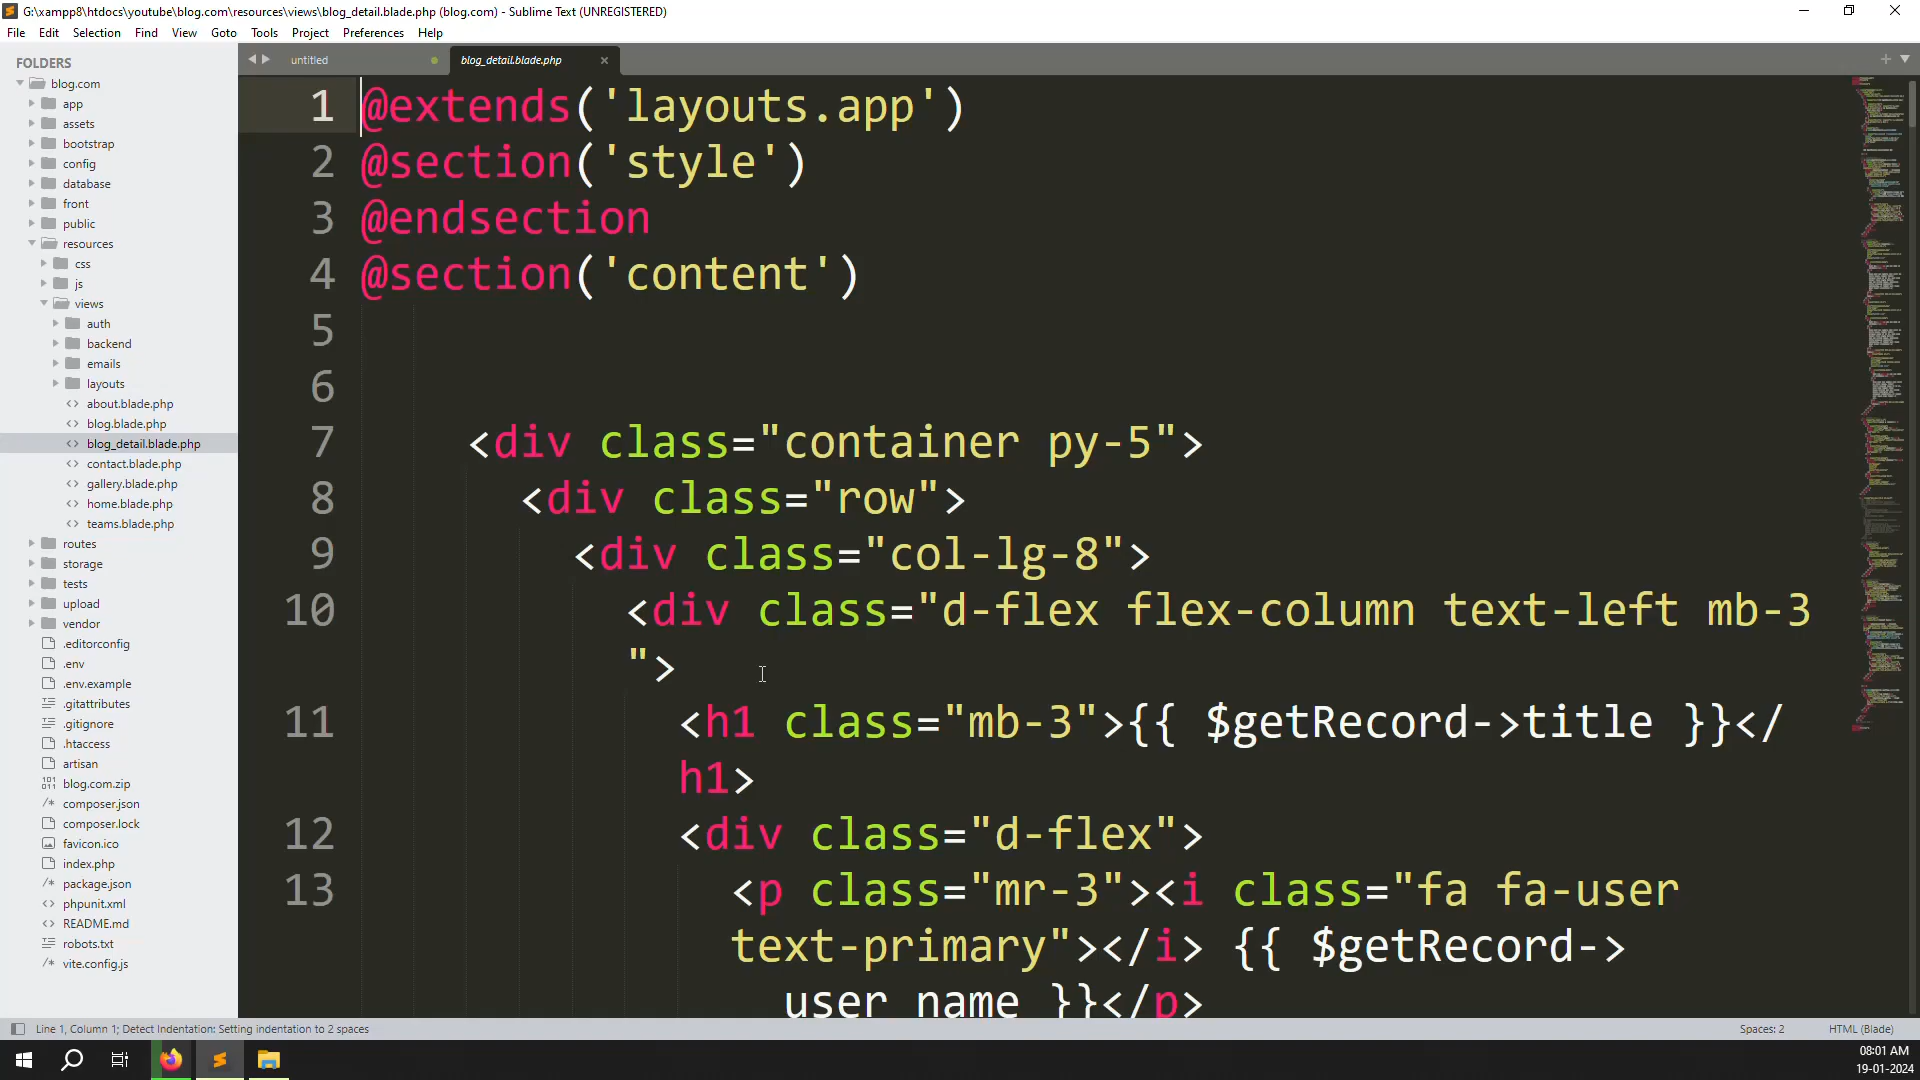 G:\xampp8\htdocs\youtube\blog.com\resources\views\blog_detail.blade.php (blog.com) - Sublime Text (UNREGISTERED)
File Edit Selection Find View Goto Tools Project Preferences Help
FOLDERS
blog.com
app
assets
bootstrap
config
database
front
public
resources
css
js
views
auth
backend
emails
layouts
about.blade.php
blog.blade.php
blog_detail.blade.php
contact.blade.php
gallery.blade.php
home.blade.php
teams.blade.php
routes
storage
tests
upload
vendor
.editorconfig
.env
.env.example
.gitattributes
.gitignore
.htaccess
artisan
blog.com.zip
composer.json
composer.lock
favicon.ico
index.php
package.json
phpunit.xml
README.md
robots.txt
vite.config.js
untitled
blog_detail.blade.php
1 @extends('layouts.app')
2 @section('style')
3 @endsection
4 @section('content')
5
6
7 <div class="container py-5">
8 <div class="row">
9 <div class="col-lg-8">
10 <div class="d-flex flex-column text-left mb-3
">
11 <h1 class="mb-3">{{ $getRecord->title }}</
h1>
12 <div class="d-flex">
13 <p class="mr-3"><i class="fa fa-user
text-primary"></i> {{ $getRecord->
user_name }}</p>
Line 1, Column 1; Detect Indentation: Setting indentation to 2 spaces
Spaces: 2
HTML (Blade)
08:01 AM
19-01-2024